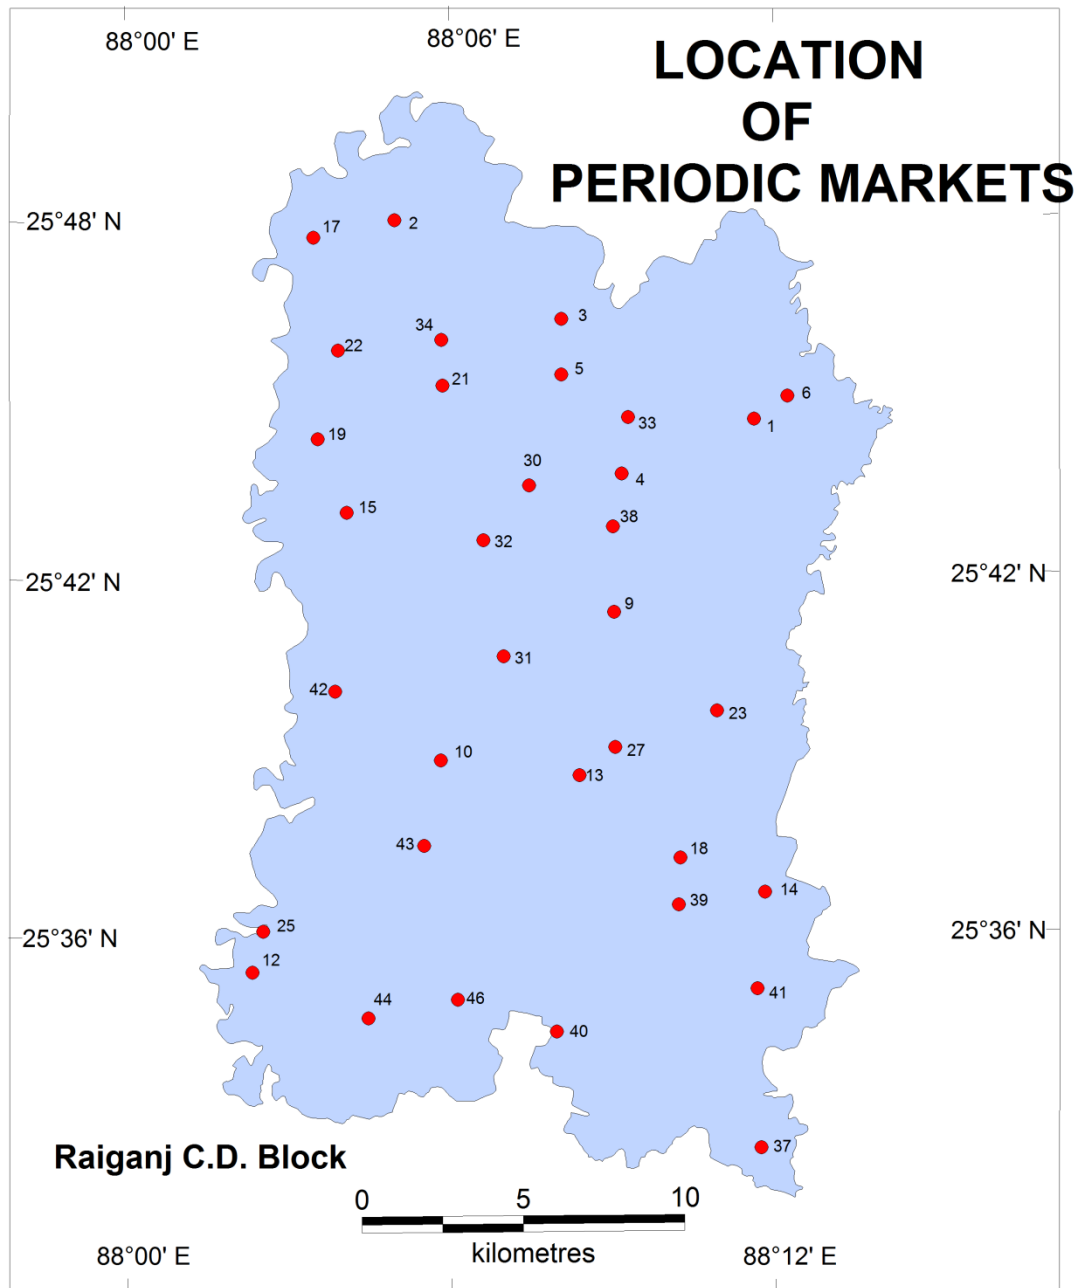 88°00' E
88°06' E
LOCATION
OF
PERIODIC MARKETS
25°48' N
17
2
3
34
22
5
21
6
33
1
19
30
4
15
38
32
25°42' N
25°42' N
9
31
42
23
27
10
13
43
18
14
39
25
25°36' N
25°36' N
12
41
44
46
40
37
Raiganj C.D. Block
0 5 10
kilometres
88°00' E
88°12' E